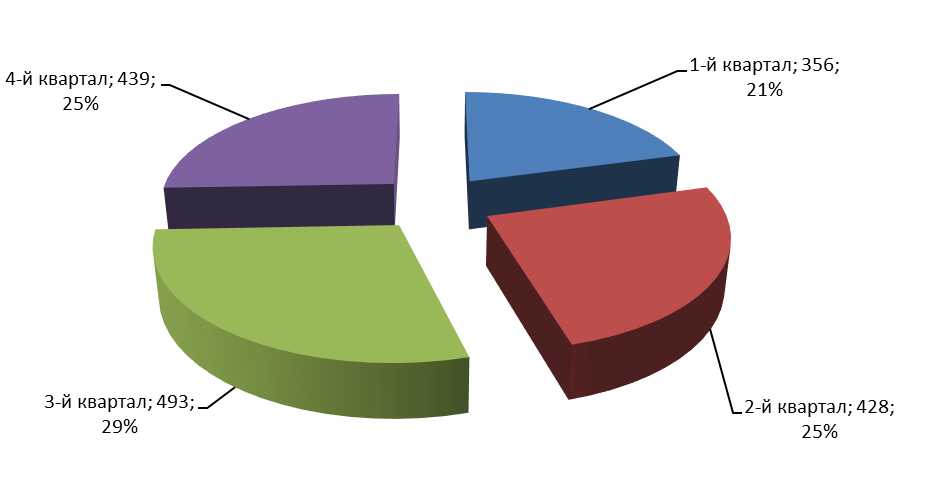 1-й квартал; 356;
21%
4-й квартал; 439;
25%
3-й квартал; 493;
29%
2-й квартал; 428;
25%